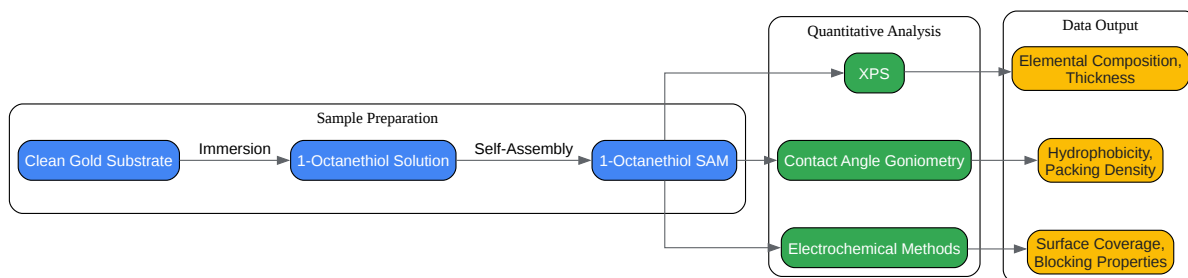 Sample Preparation
Clean Gold Substrate
Immersion
1-Octanethiol Solution
Self-Assembly
1-Octanethiol SAM
Quantitative Analysis
XPS
Contact Angle Goniometry
Electrochemical Methods
Data Output
Elemental Composition,
Thickness
Hydrophobicity,
Packing Density
Surface Coverage,
Blocking Properties